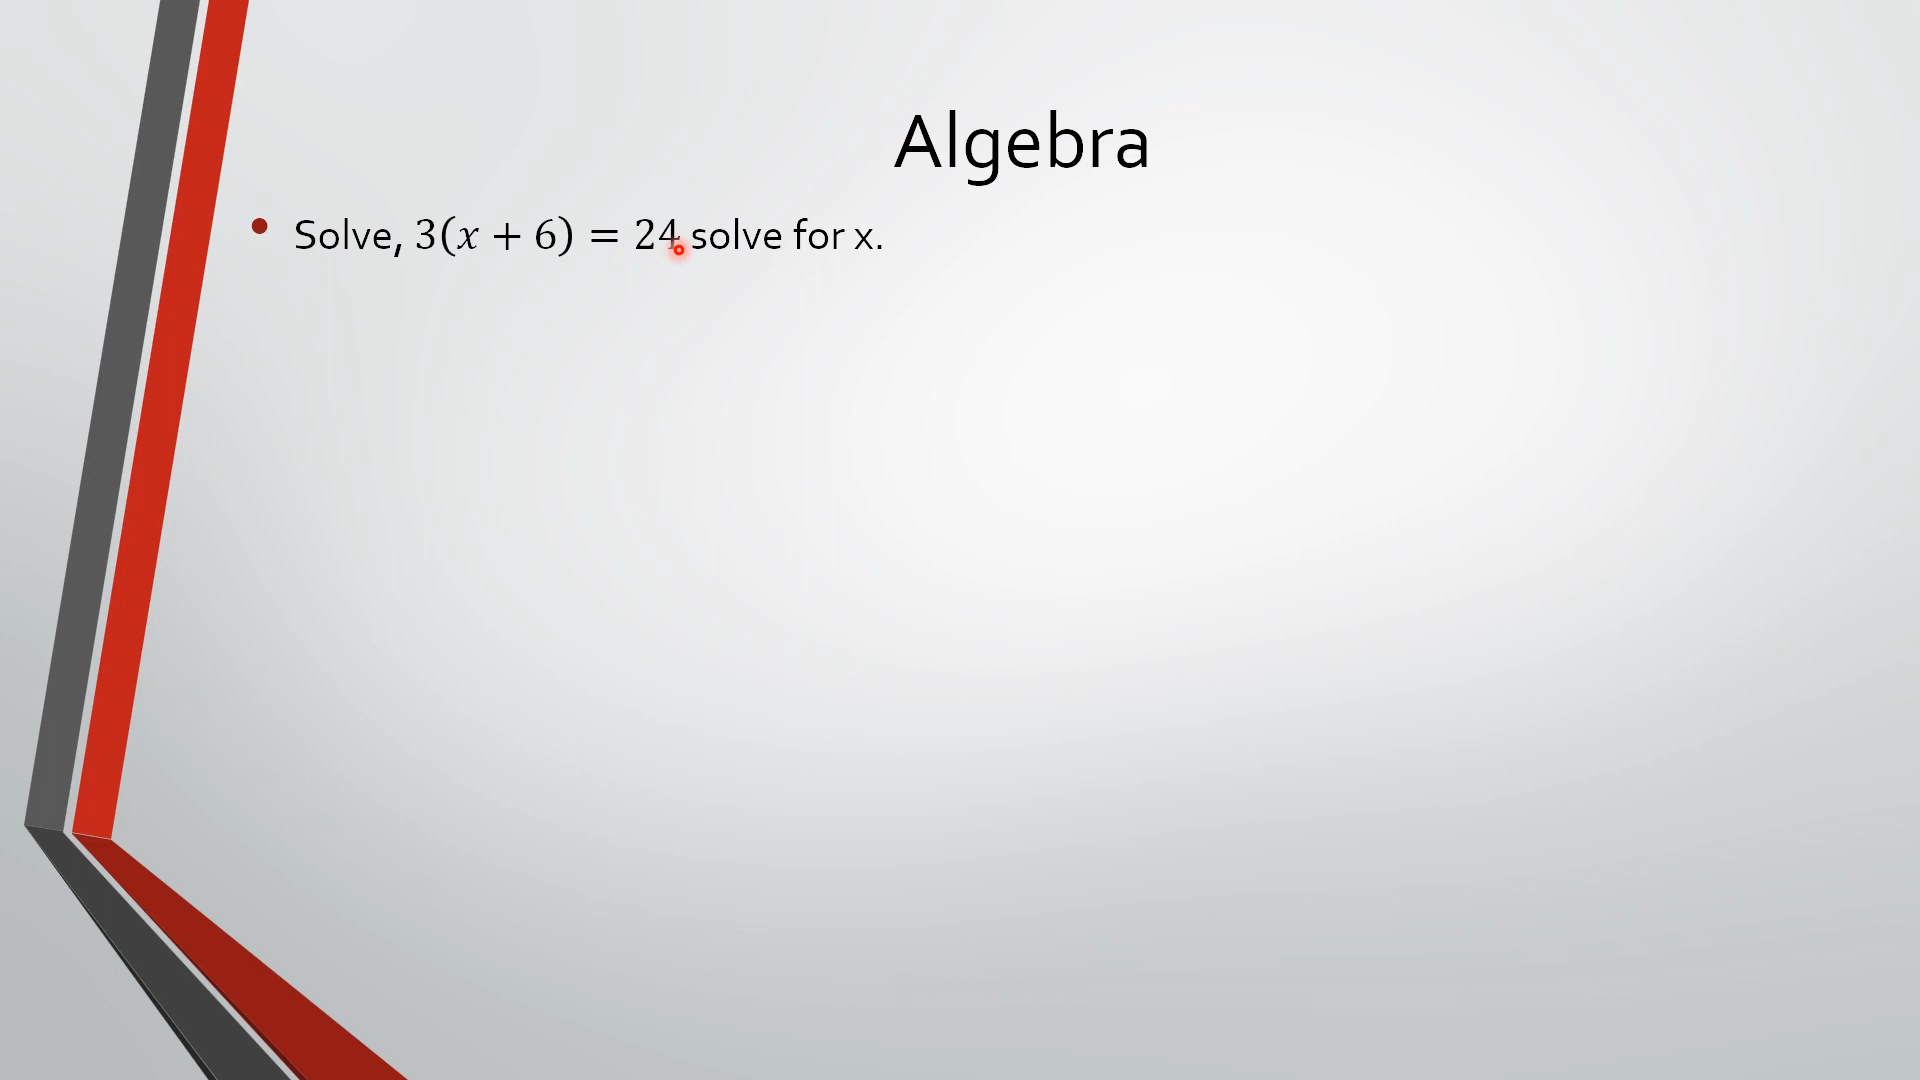 Algebra
• Solve, 3(x + 6) = 24 solve for x.